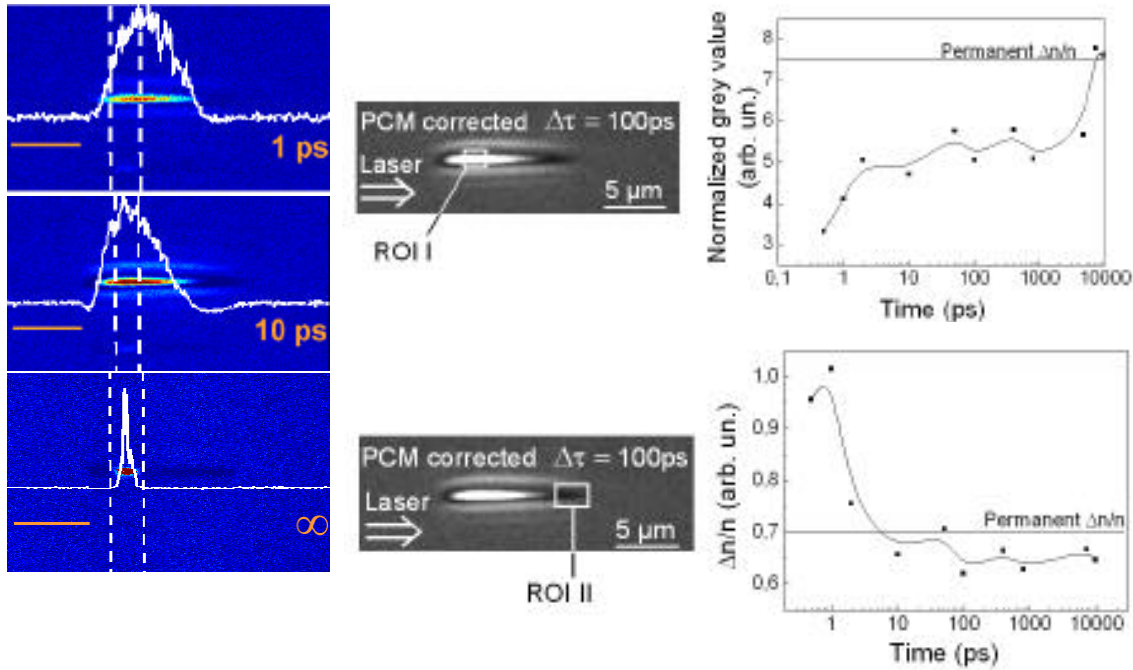 1 ps
10 ps
∞
PCM corrected Δτ = 100ps
Laser
5 µm
ROI I
PCM corrected Δτ = 100ps
Laser
5 µm
ROI II
Normalized grey value
(arb. un.)
8
7
6
5
4
3
Permanent Δn/n
0.1 1 10 100 1000 10000
Time (ps)
Δn/n (arb. un.)
1,0
0,9
0,8
0,7
0,6
Permanent Δn/n
1 10 100 1000 10000
Time (ps)